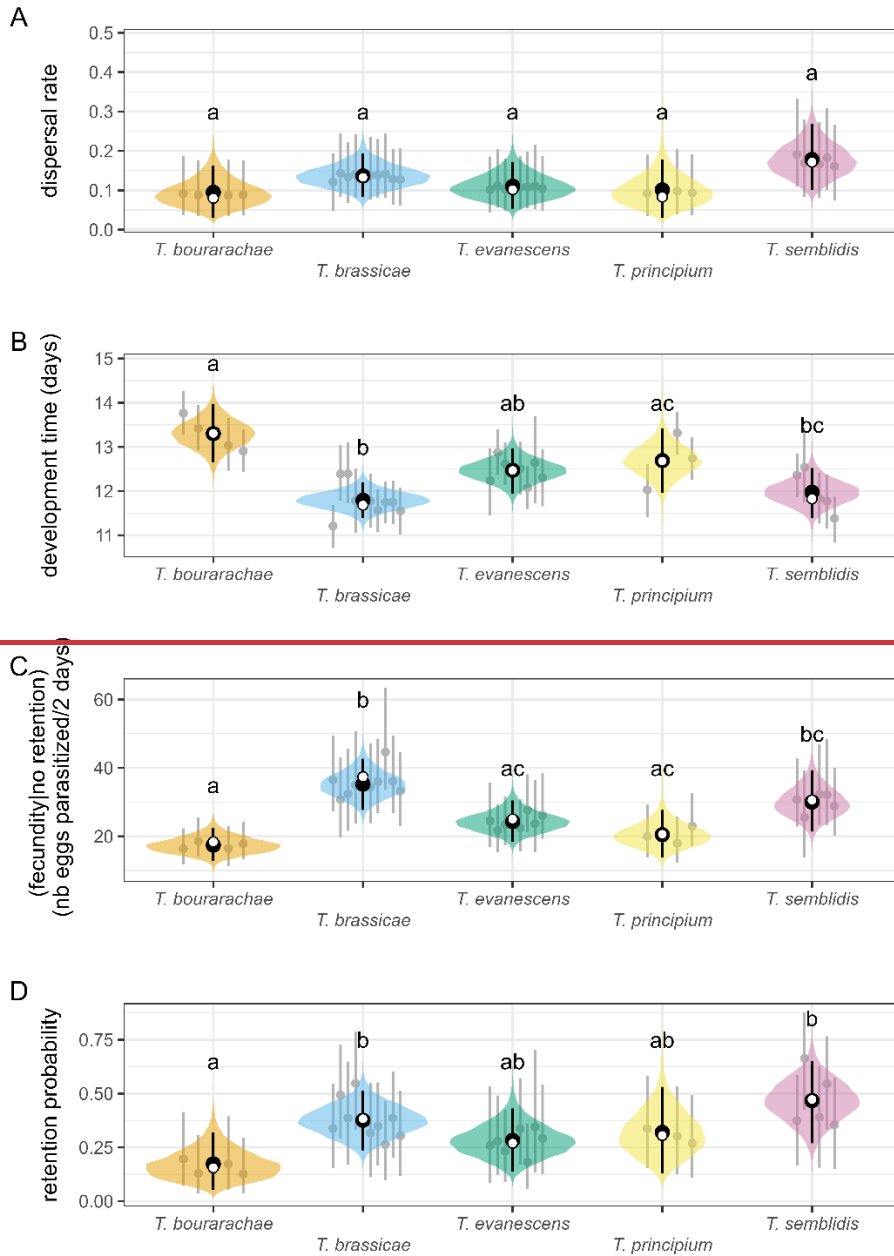 A
dispersal rate
0.5
0.4
0.3
0.2
0.1
0.0
a
a
a
a
a
T. bourarachae
T. brassicae
T. evanescens
T. principium
T. semblidis
B
development time (days)
15
14
13
12
11
a
b
ab
ac
bc
T. bourarachae
T. brassicae
T. evanescens
T. principium
T. semblidis
C
(fecundity|no retention)
(nb eggs parasitized/2 days)
60
40
20
a
b
ac
ac
bc
T. bourarachae
T. brassicae
T. evanescens
T. principium
T. semblidis
D
retention probability
0.75
0.50
0.25
0.00
a
b
ab
ab
b
T. bourarachae
T. brassicae
T. evanescens
T. principium
T. semblidis